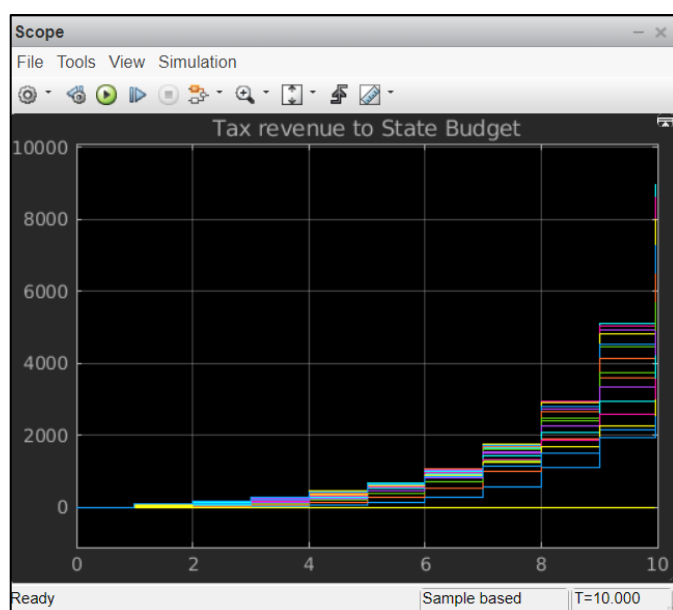 Scope
File Tools View Simulation
Tax revenue to State Budget
10000
8000
6000
4000
2000
0
0 2 4 6 8 10
Ready Sample based T=10.000